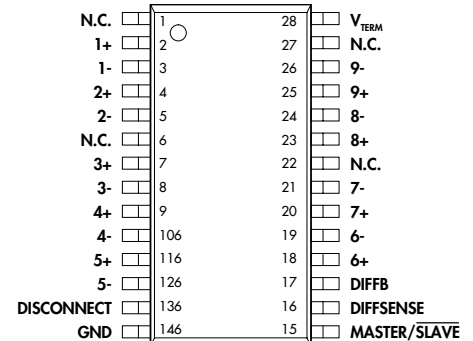 N.C. 1 28 V_TERM
1+ 2 27 N.C.
1- 3 26 9-
2+ 4 25 9+
2- 5 24 8-
N.C. 6 23 8+
3+ 7 22 N.C.
3- 8 21 7-
4+ 9 20 7+
4- 106 19 6-
5+ 116 18 6+
5- 126 17 DIFFB
DISCONNECT 136 16 DIFFSENSE
GND 146 15 MASTER/SLAVE